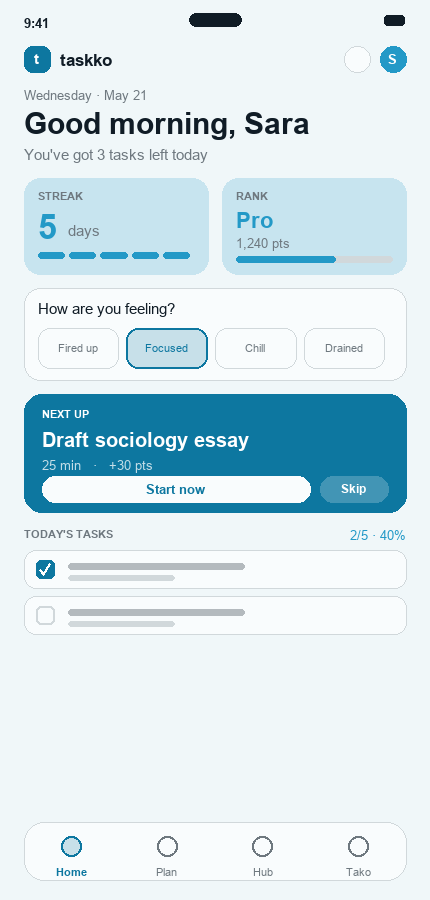 9:41
t taskko S
Wednesday · May 21
Good morning, Sara
You've got 3 tasks left today
STREAK
5 days
RANK
Pro
1,240 pts
How are you feeling?
Fired up Focused Chill Drained
NEXT UP
Draft sociology essay
25 min · +30 pts
Start now Skip
TODAY'S TASKS 2/5 · 40%
Home Plan Hub Tako